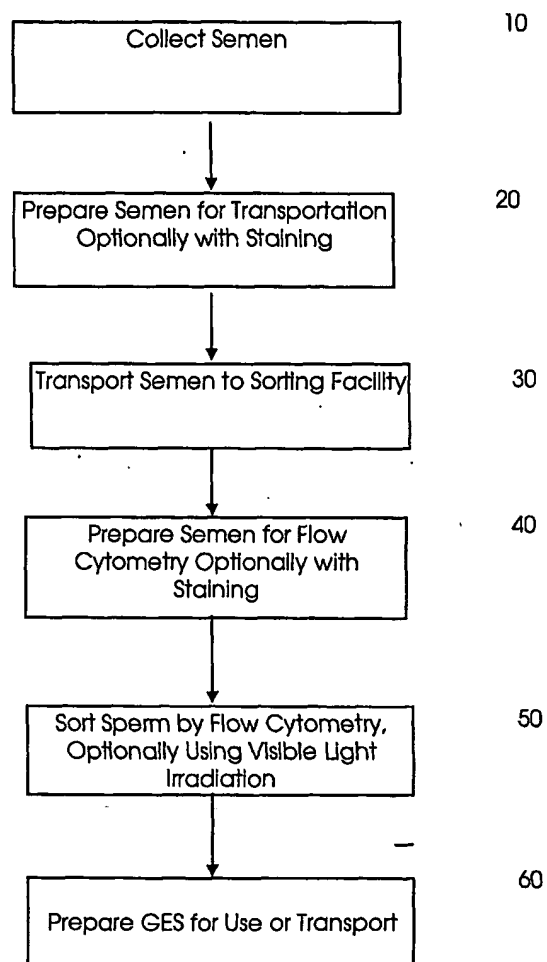 Collect Semen
10
Prepare Semen for Transportation
Optionally with Staining
20
Transport Semen to Sorting Facility
30
Prepare Semen for Flow
Cytometry Optionally with
Staining
40
Sort Sperm by Flow Cytometry,
Optionally Using Visible Light
Irradiation
50
Prepare GES for Use or Transport
60